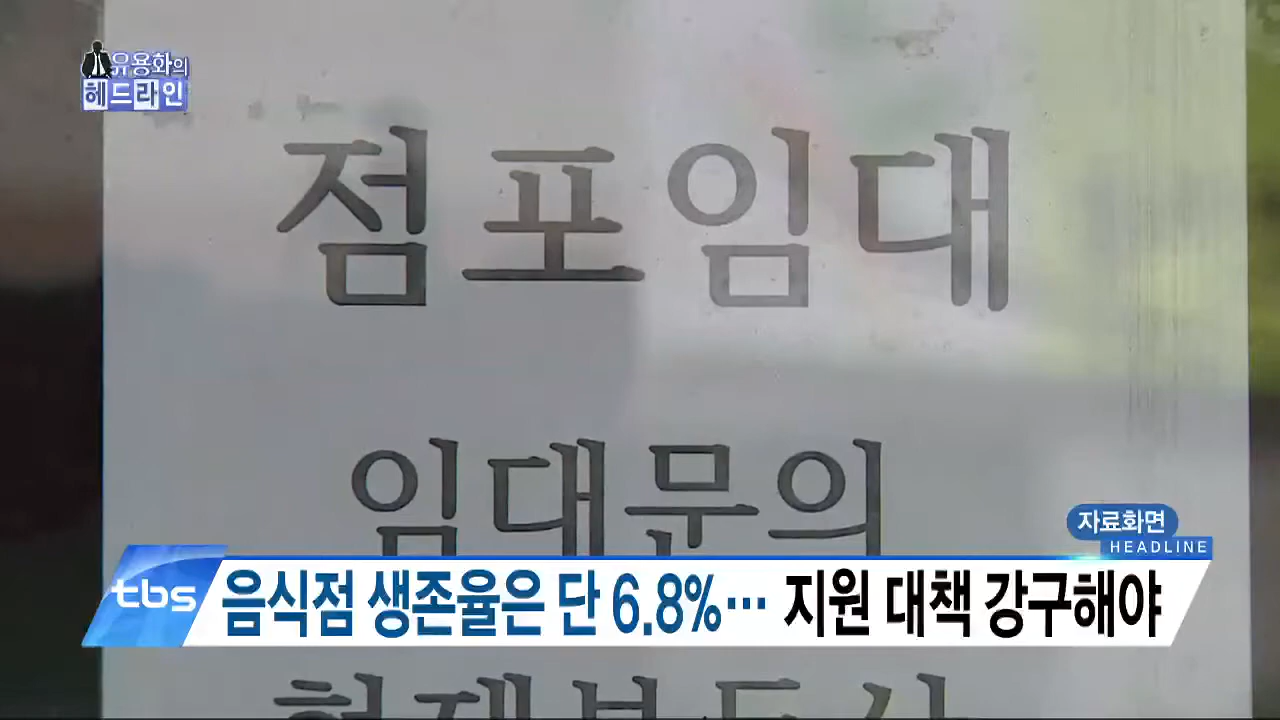 유용화의
헤드라인
점포임대
임대문의
자료화면
HEADLINE
tbs
음식점 생존율은 단 6.8%… 지원 대책 강구해야